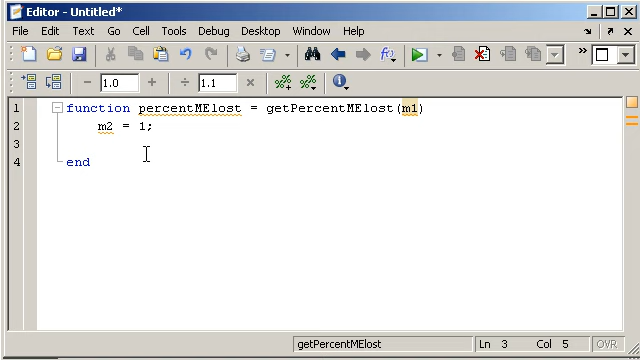 Editor - Untitled*
File Edit Text Go Cell Tools Debug Desktop Window Help
− 1.0 + ÷ 1.1 ×
1 function percentMElost = getPercentMElost(m1)
2 m2 = 1;
3
4 end
getPercentMElost Ln 3 Col 5 OVR